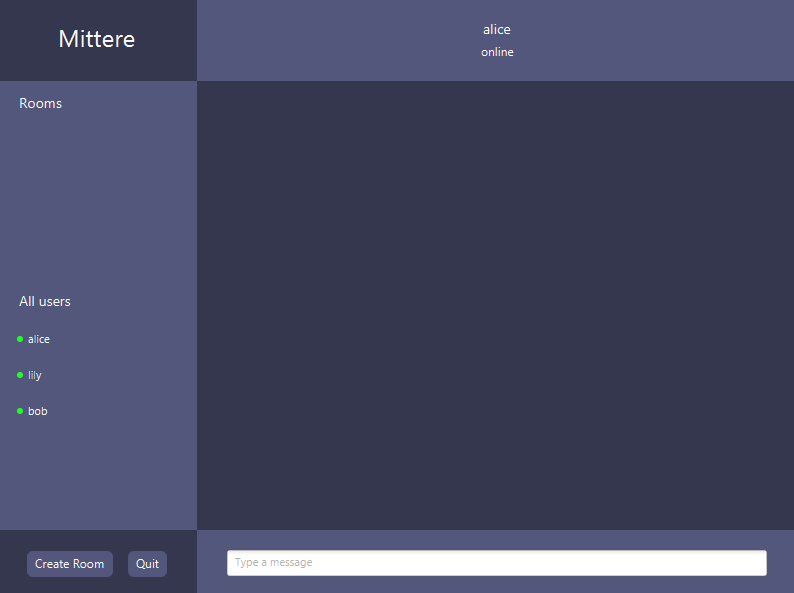 Mittere
alice
online
Rooms
All users
alice
lily
bob
Create Room
Quit
Type a message